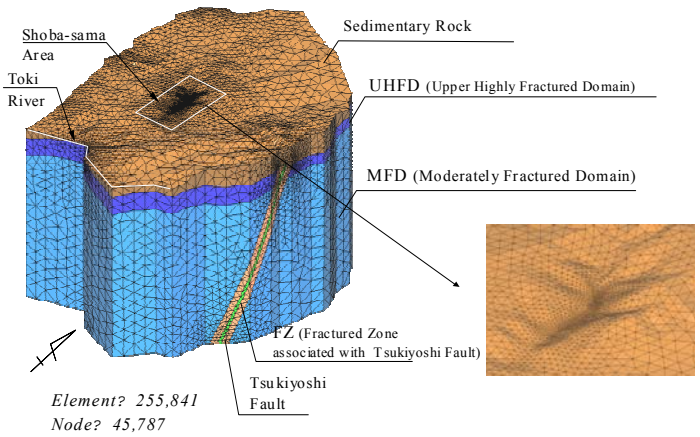 Shoba-sama
Area
Toki
River
Sedimentary Rock
UHFD (Upper Highly Fractured Domain)
MFD (Moderately Fractured Domain)
FZ (Fractured Zone
associated with Tsukiyoshi Fault)
Tsukiyoshi
Fault
Element? 255,841
Node? 45,787